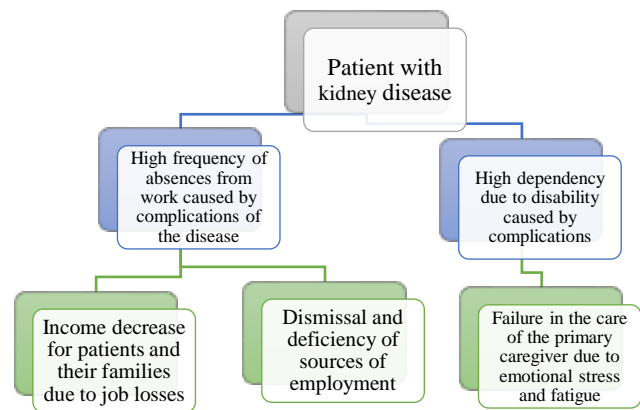 Patient with
kidney disease
High frequency of
absences from
work caused by
complications of
the disease
High dependency
due to disability
caused by
complications
Income decrease
for patients and
their families
due to job losses
Dismissal and
deficiency of
sources of
employment
Failure in the care
of the primary
caregiver due to
emotional stress
and fatigue